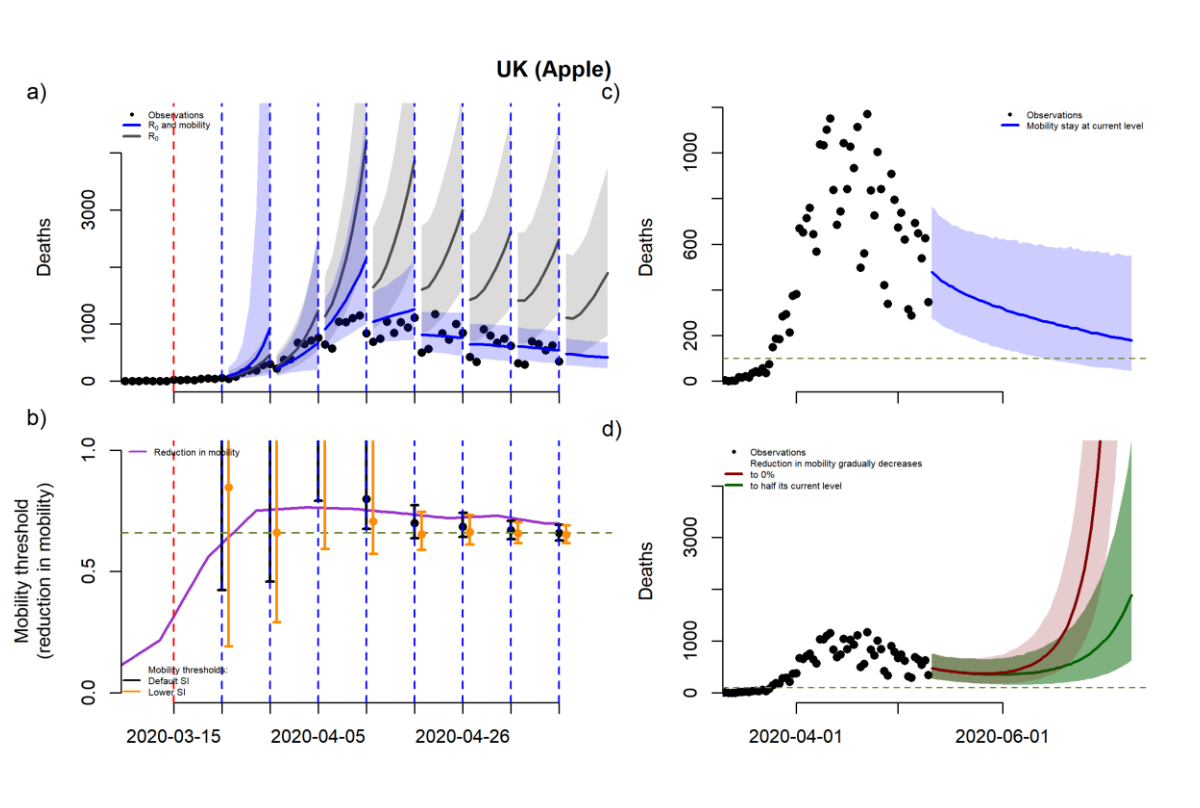 UK (Apple)
a)
Observations
R0 and mobility
R0
Deaths
0
1000
3000
b)
Reduction in mobility
Mobility threshold
(reduction in mobility)
0.0
0.5
1.0
Mobility thresholds:
Default SI
Lower SI
2020-03-15
2020-04-05
2020-04-26
c)
Observations
Mobility stay at current level
Deaths
0
200
600
1000
d)
Observations
Reduction in mobility gradually decreases
to 0%
to half its current level
Deaths
0
1000
3000
2020-04-01
2020-06-01